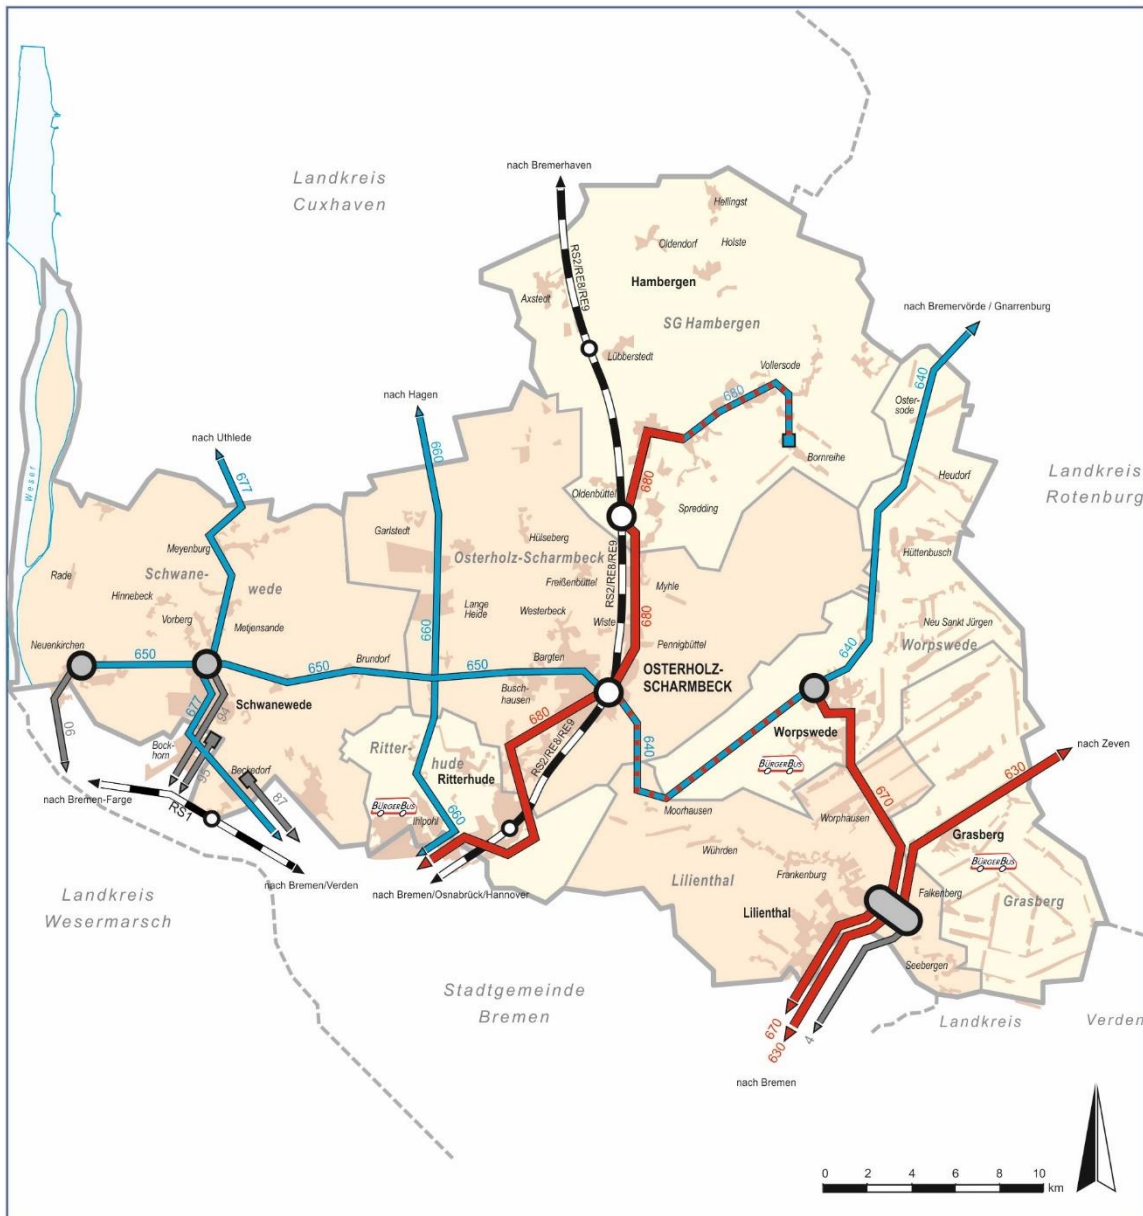 nach Bremerhaven
Landkreis
Cuxhaven
Hellingst
Oldendorf
Holste
RS2/RE8/RE9
Hambergen
Axstedt
nach Bremervörde / Gnarrenburg
SG Hambergen
Lübberstedt
Vollersode
640
680
nach Hagen
Oster-
sode
nach Uthlede
660
Bornreihe
Heudorf
Landkreis
Rotenburg
677
680
Weser
Oldenbüttel
Spredding
Garlstedt
Hülseberg
Hüttenbusch
Meyenburg
Osterholz-Scharmbeck
RS2/RE8/RE9
Rade
Schwane-
wede
Freißenbüttel
Myhle
Hinnebeck
Lange
Heide
Westerbeck
Wiste
680
Neu Sankt Jürgen
Vorberg
Metjensande
660
Worpswede
Neuenkirchen
Pennigbüttel
650
650
Brundorf
650
Bargten
640
OSTERHOLZ-
SCHARMBECK
Busch-
hausen
677
94
Schwanewede
680
90
Ritter-
hude
640
Worpswede
Bock-
horn
RS2/RE8/RE9
nach Zeven
95
Beckedorf
Ritterhude
BÜRGERBUS
630
87
670
nach Bremen-Farge
RS1
BÜRGERBUS
Ihlpohl
660
Moorhausen
Worphausen
Grasberg
Wührden
BÜRGERBUS
nach Bremen/Verden
nach Bremen/Osnabrück/Hannover
Lilienthal
Frankenburg
Landkreis
Wesermarsch
Falkenberg
Grasberg
Lilienthal
Seebergen
Stadtgemeinde
Bremen
670
630
4
Landkreis
Verden
nach Bremen
0 2 4 6 8 10
km